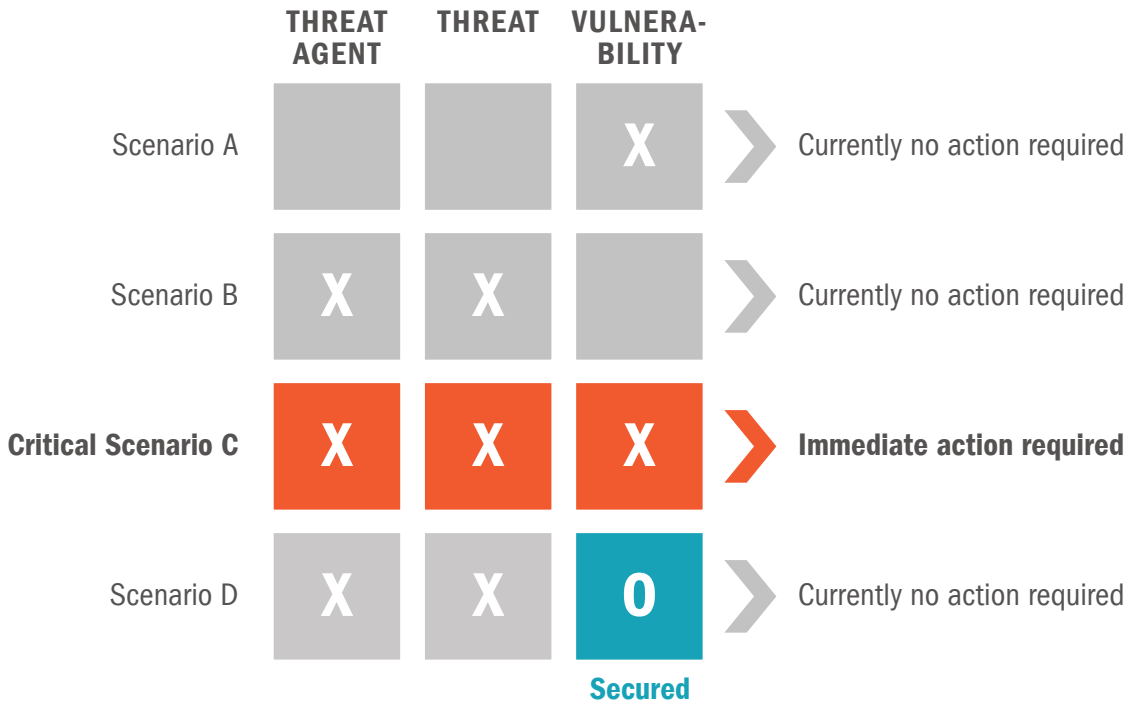 THREAT AGENT THREAT VULNERA-BILITY
Scenario A X Currently no action required
Scenario B X X Currently no action required
Critical Scenario C X X X Immediate action required
Scenario D X X O Currently no action required
Secured